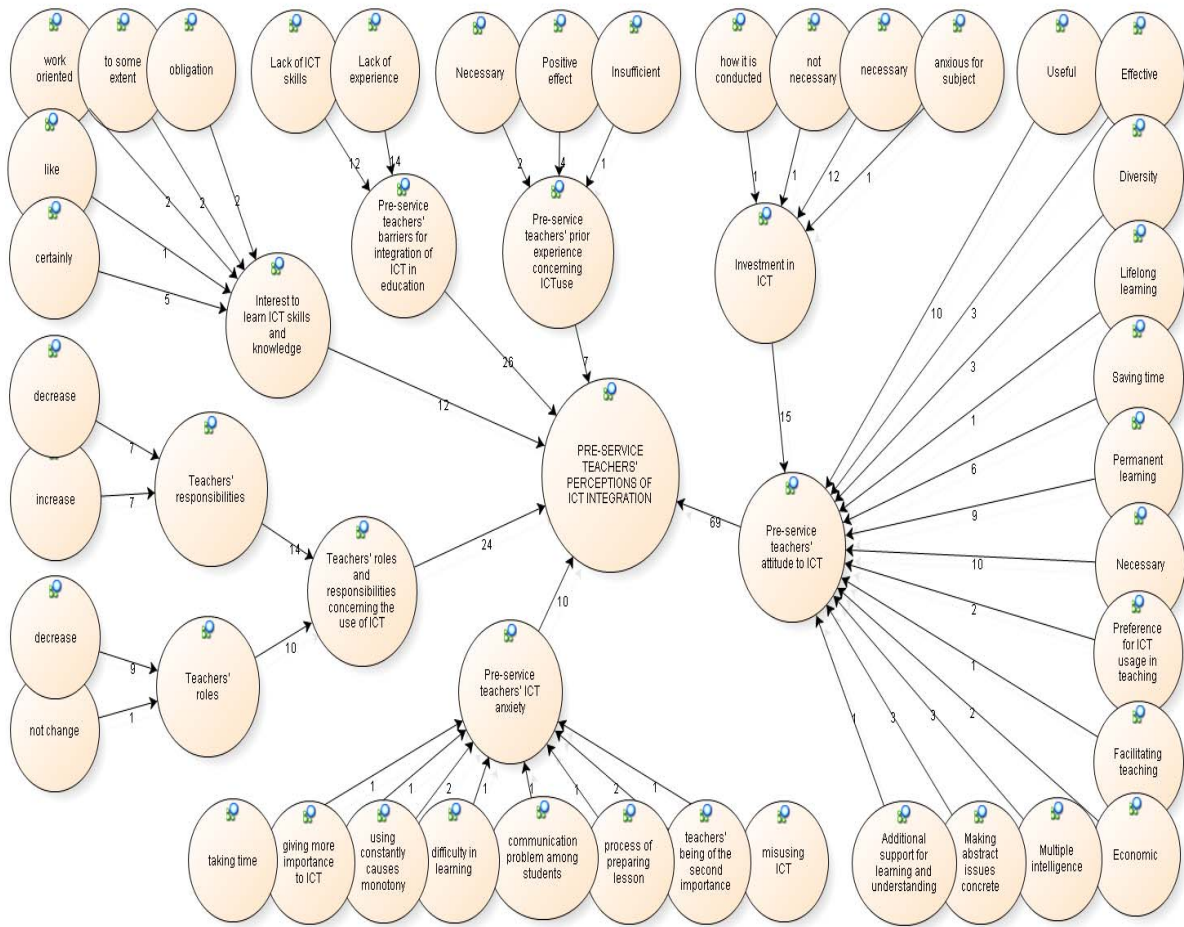 work
oriented
to some
extent
obligation
Lack of ICT
skills
Lack of
experience
Necessary
Positive
effect
Insufficient
how it is
conducted
not
necessary
necessary
anxious for
subject
Useful
Effective
like
certainly
2
2
2
1
5
12
14
2
4
1
1
1
12
1
Diversity
Lifelong
learning
Saving time
Permanent
learning
Necessary
Preference
for ICT
usage in
teaching
Facilitating
teaching
Economic
Interest to
learn ICT skills
and
knowledge
Pre-service
teachers'
barriers for
integration of
ICT in
education
Pre-service
teachers' prior
experience
concerning
ICTuse
Investment in
ICT
12
26
7
15
10
3
3
1
6
9
10
2
1
2
3
3
1
decrease
increase
7
7
Teachers'
responsibilities
14
PRE-SERVICE
TEACHERS'
PERCEPTIONS OF
ICT INTEGRATION
69
Pre-service
teachers'
attitude to ICT
decrease
not change
9
1
Teachers'
roles
10
Teachers' roles
and
responsibilities
concerning the
use of ICT
24
10
Pre-service
teachers' ICT
anxiety
1
1
2
1
1
1
2
1
taking time
giving more
importance
to ICT
using
constantly
causes
monotony
difficulty in
learning
communication
problem among
students
process of
preparing
lesson
teachers'
being of the
second
importance
misusing
ICT
Additional
support for
learning and
understanding
Making
abstract
issues
concrete
Multiple
intelligence